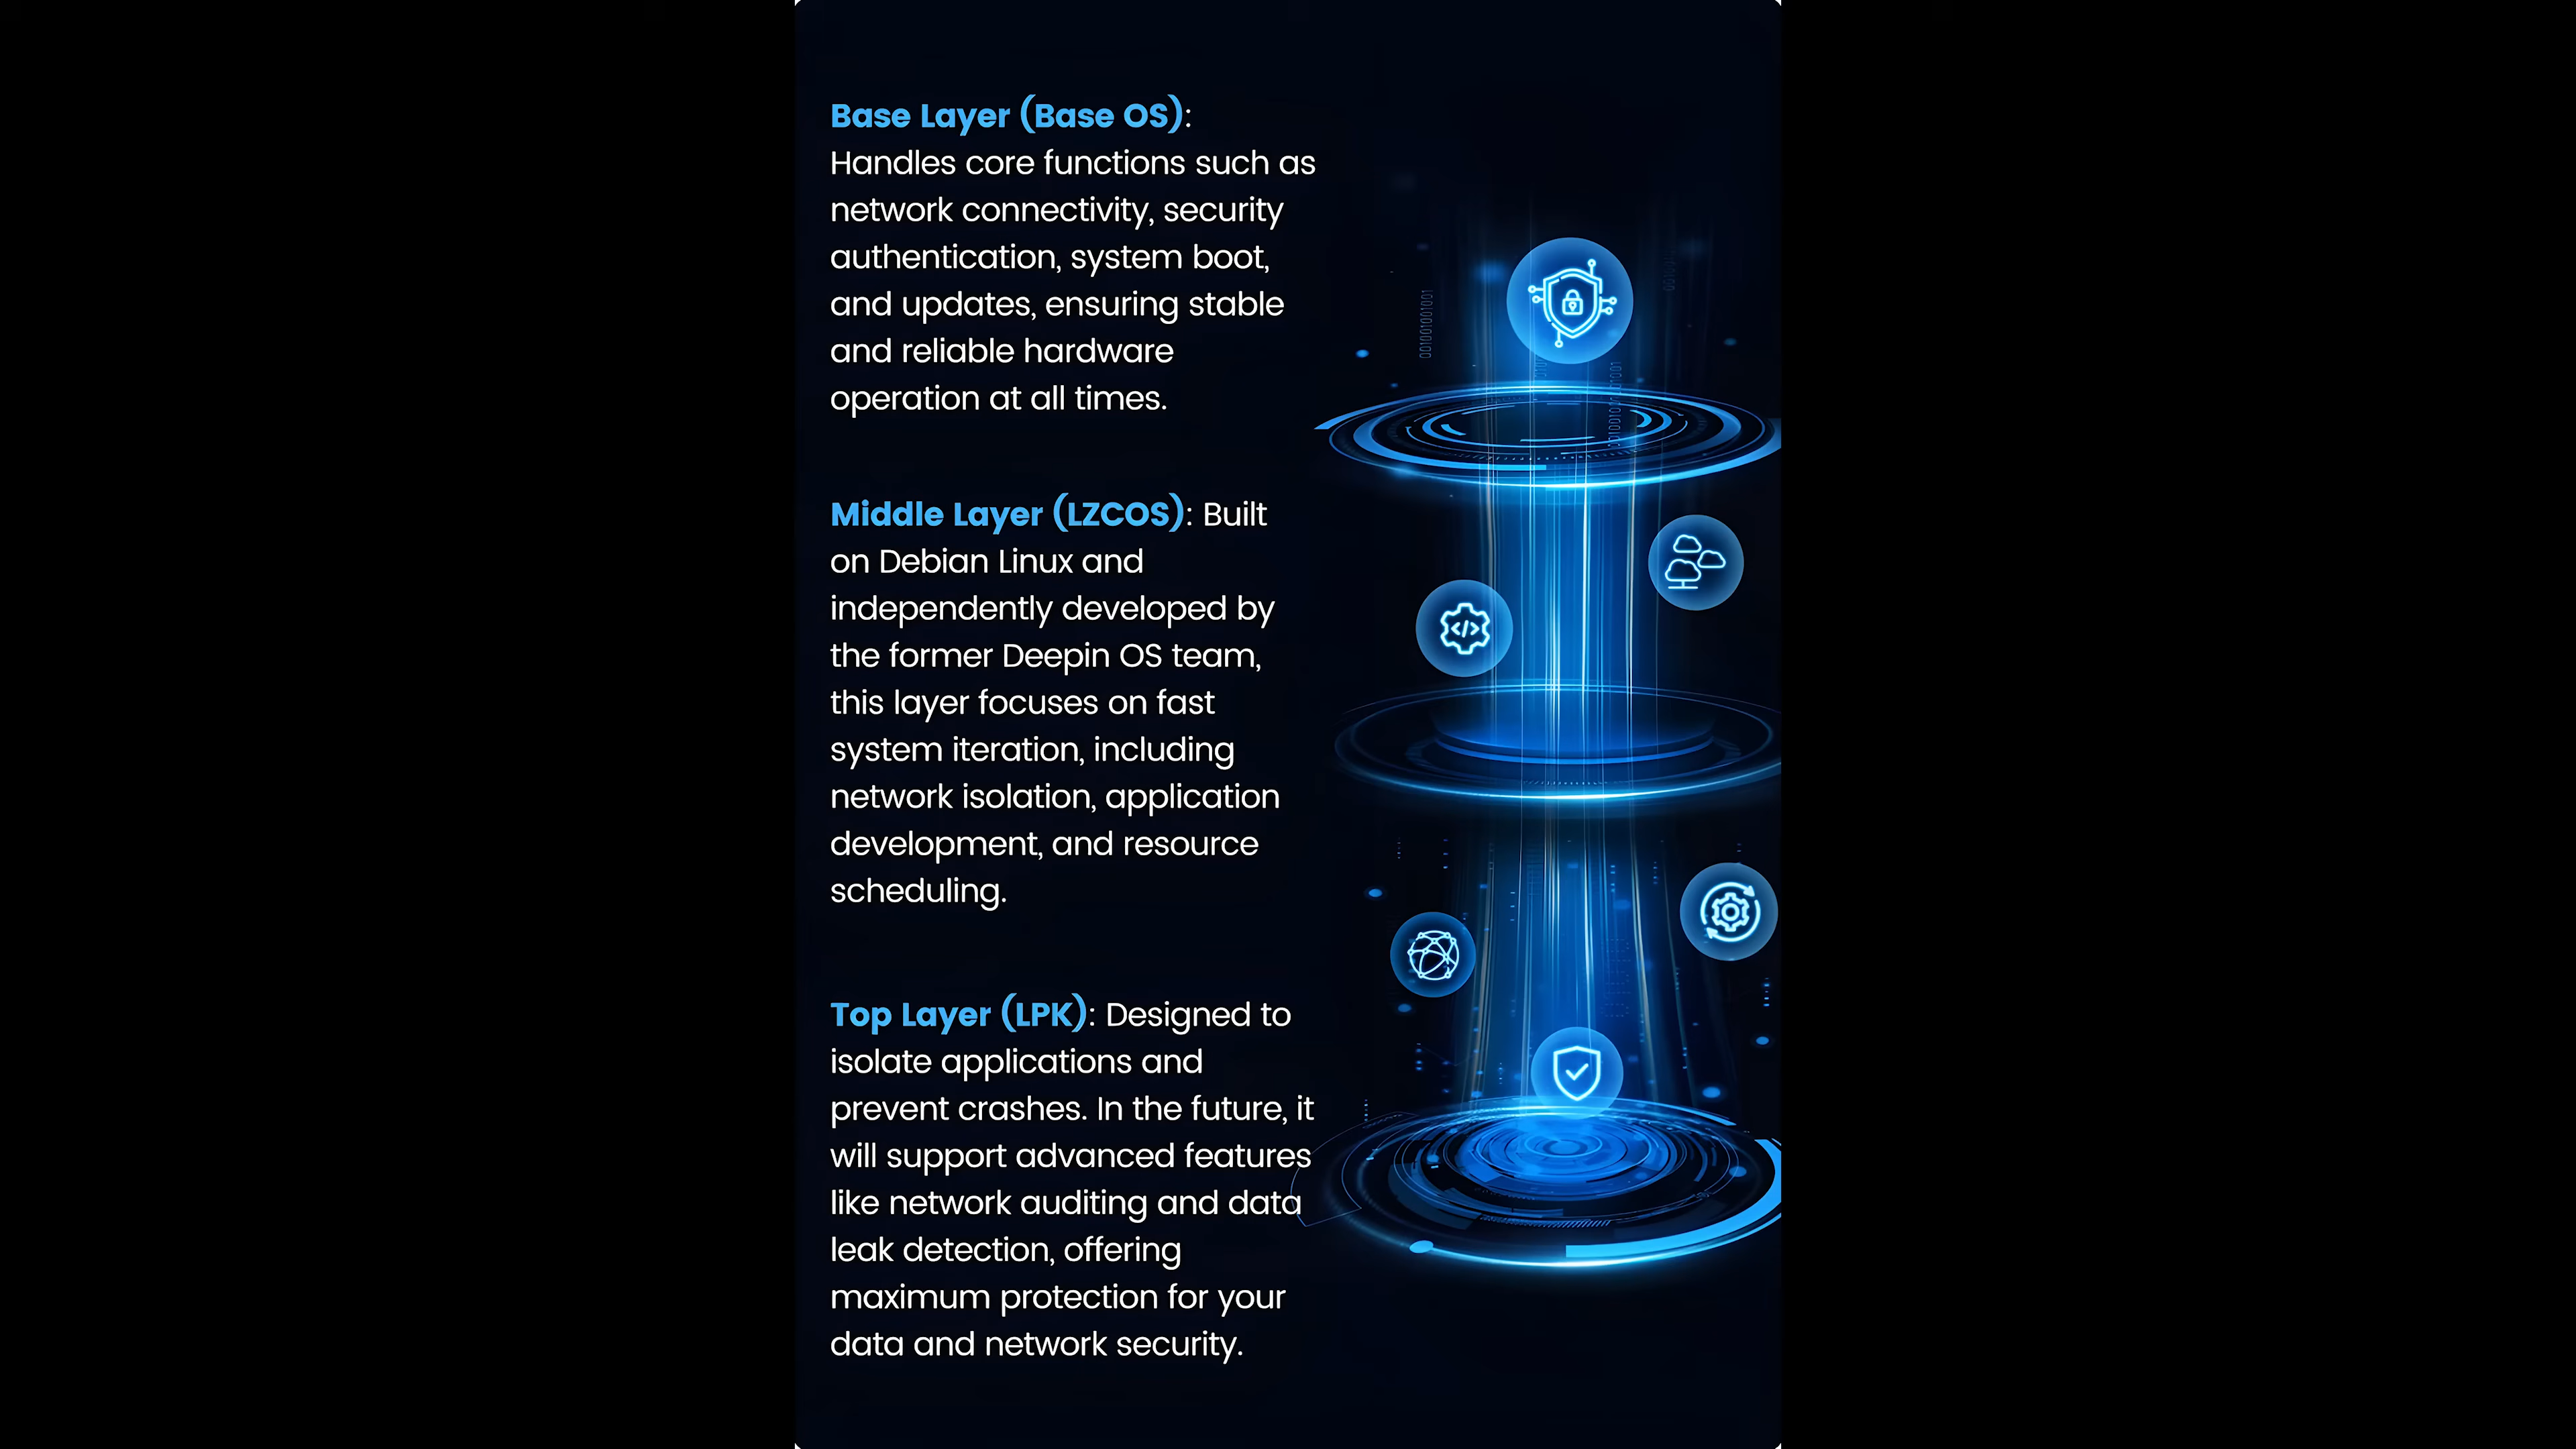 Base Layer (Base OS):
Handles core functions such as
network connectivity, security
authentication, system boot,
and updates, ensuring stable
and reliable hardware
operation at all times.
Middle Layer (LZCOS): Built
on Debian Linux and
independently developed by
the former Deepin OS team,
this layer focuses on fast
system iteration, including
network isolation, application
development, and resource
scheduling.
Top Layer (LPK): Designed to
isolate applications and
prevent crashes. In the future, it
will support advanced features
like network auditing and data
leak detection, offering
maximum protection for your
data and network security.